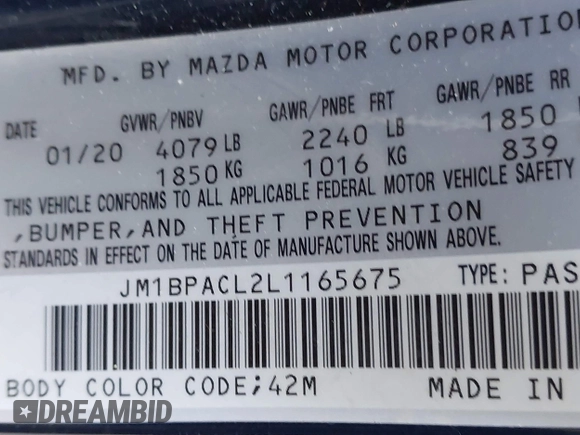 MFD. BY MAZDA MOTOR CORPORATION
DATE GVWR/PNBV GAWR/PNBE FRT GAWR/PNBE RR
01/20 4079 LB 2240 LB 1850
1850 KG 1016 KG 839
THIS VEHICLE CONFORMS TO ALL APPLICABLE FEDERAL MOTOR VEHICLE SAFETY
,BUMPER,AND THEFT PREVENTION
STANDARDS IN EFFECT ON THE DATE OF MANUFACTURE SHOWN ABOVE.
JM1BPACL2L1165675 TYPE: PAS
BODY COLOR CODE;42M MADE IN
DREAMBID